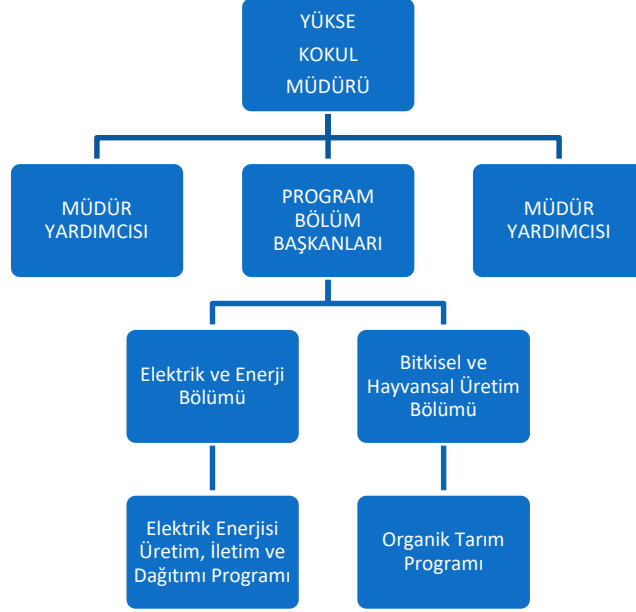 YÜKSE
KOKUL
MÜDÜRÜ
MÜDÜR
YARDIMCISI
PROGRAM
BÖLÜM
BAŞKANLARI
MÜDÜR
YARDIMCISI
Elektrik ve Enerji
Bölümü
Bitkisel ve
Hayvansal Üretim
Bölümü
Elektrik Enerjisi
Üretim, İletim ve
Dağıtımı Programı
Organik Tarım
Programı